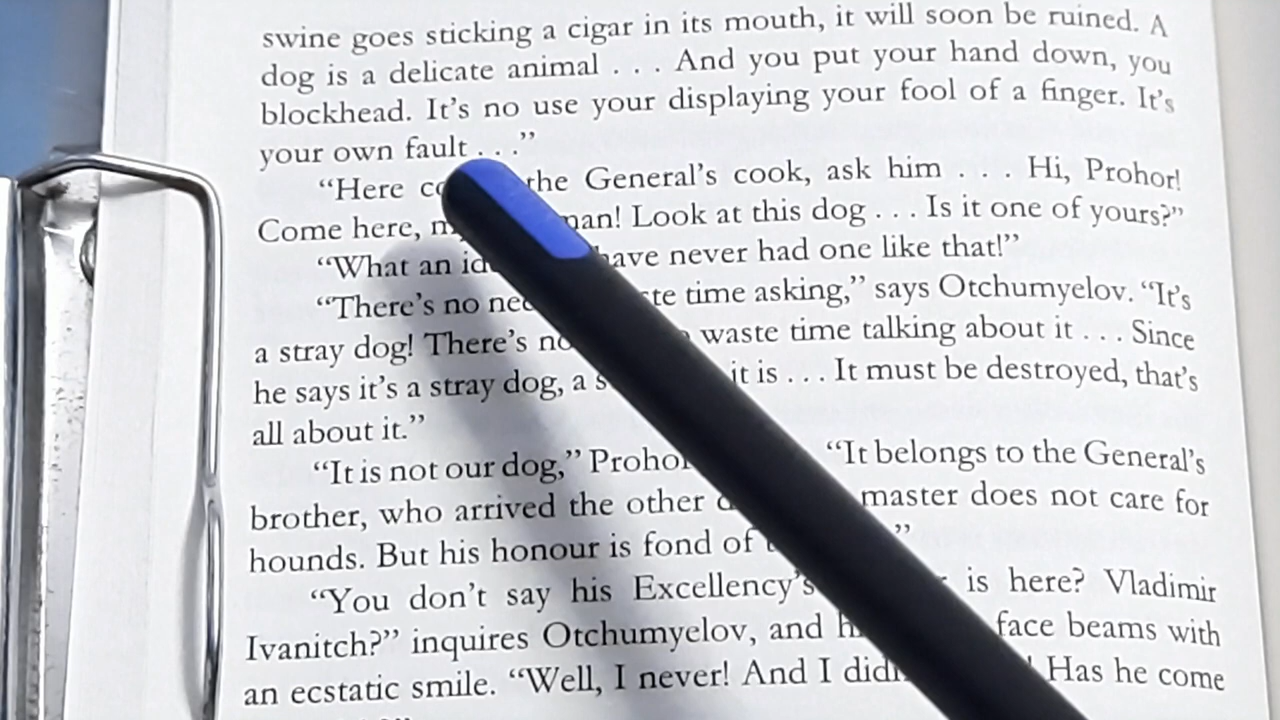 swine goes sticking a cigar in its mouth, it will soon be ruined. A
dog is a delicate animal . . . And you put your hand down, you
blockhead. It’s no use your displaying your fool of a finger. It’s
your own fault . . .”
“Here the General’s cook, ask him . . . Hi, Prohor!
Come here, man! Look at this dog . . . Is it one of yours?”
“What an have never had one like that!”
“There’s no time asking,” says Otchumyelov. “It’s
a stray dog! There’s waste time talking about it . . . Since
he says it’s a stray dog, a it is . . . It must be destroyed, that’s
all about it.”
“It is not our dog,” Prohor “It belongs to the General’s
brother, who arrived the other master does not care for
hounds. But his honour is fond of ”
“You don’t say his Excellency’s is here? Vladimir
Ivanitch?” inquires Otchumyelov, and face beams with
an ecstatic smile. “Well, I never! And I Has he come